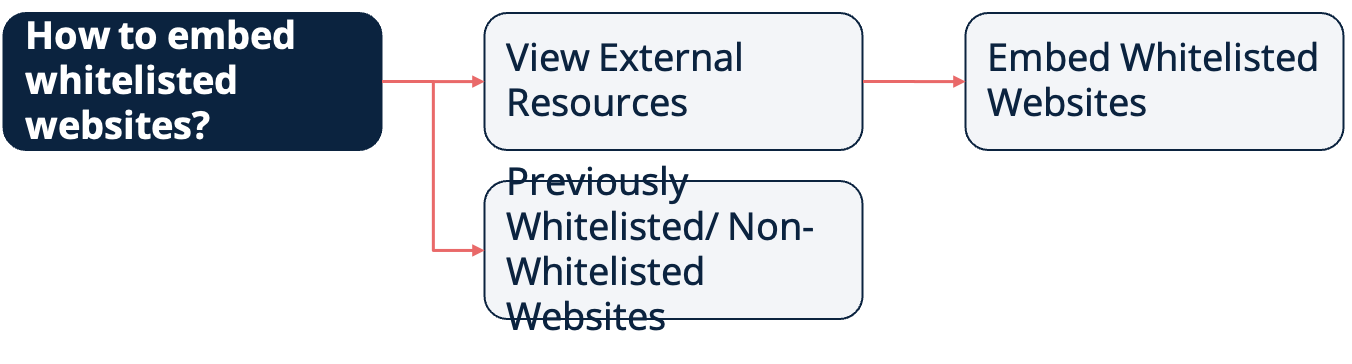 How to embed
whitelisted
websites?
View External
Resources
Embed Whitelisted
Websites
Previously
Whitelisted/ Non-
Whitelisted
Websites